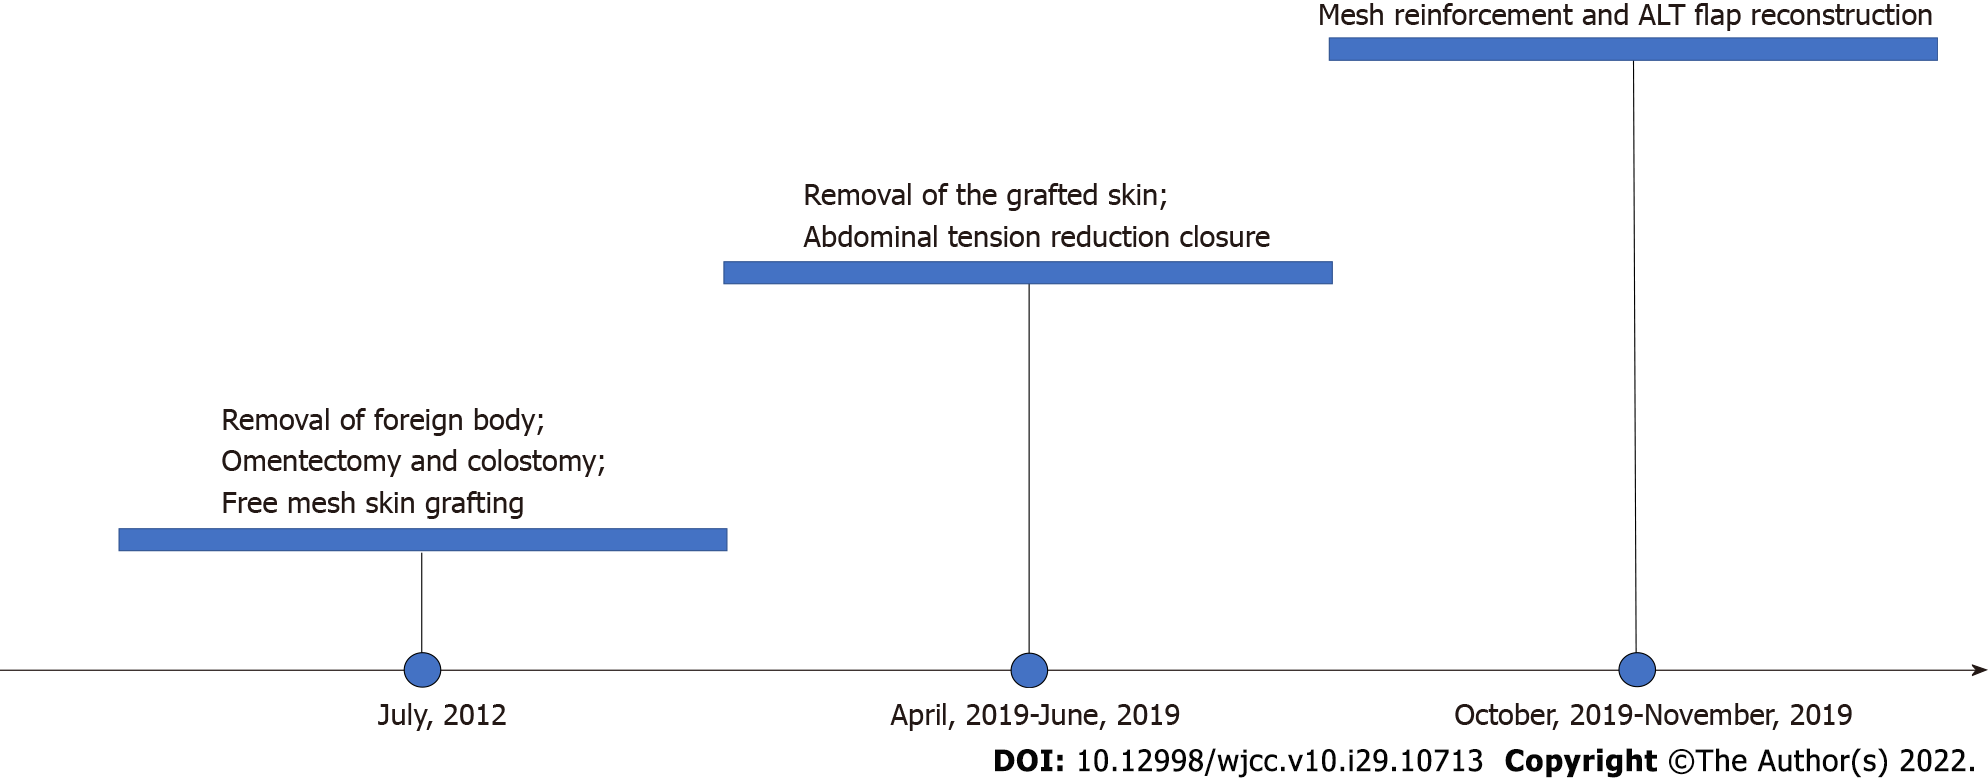 Mesh reinforcement and ALT flap reconstruction
Removal of the grafted skin;
Abdominal tension reduction closure
Removal of foreign body;
Omentectomy and colostomy;
Free mesh skin grafting
July, 2012
April, 2019-June, 2019
October, 2019-November, 2019
DOI: 10.12998/wjcc.v10.i29.10713 Copyright ©The Author(s) 2022.